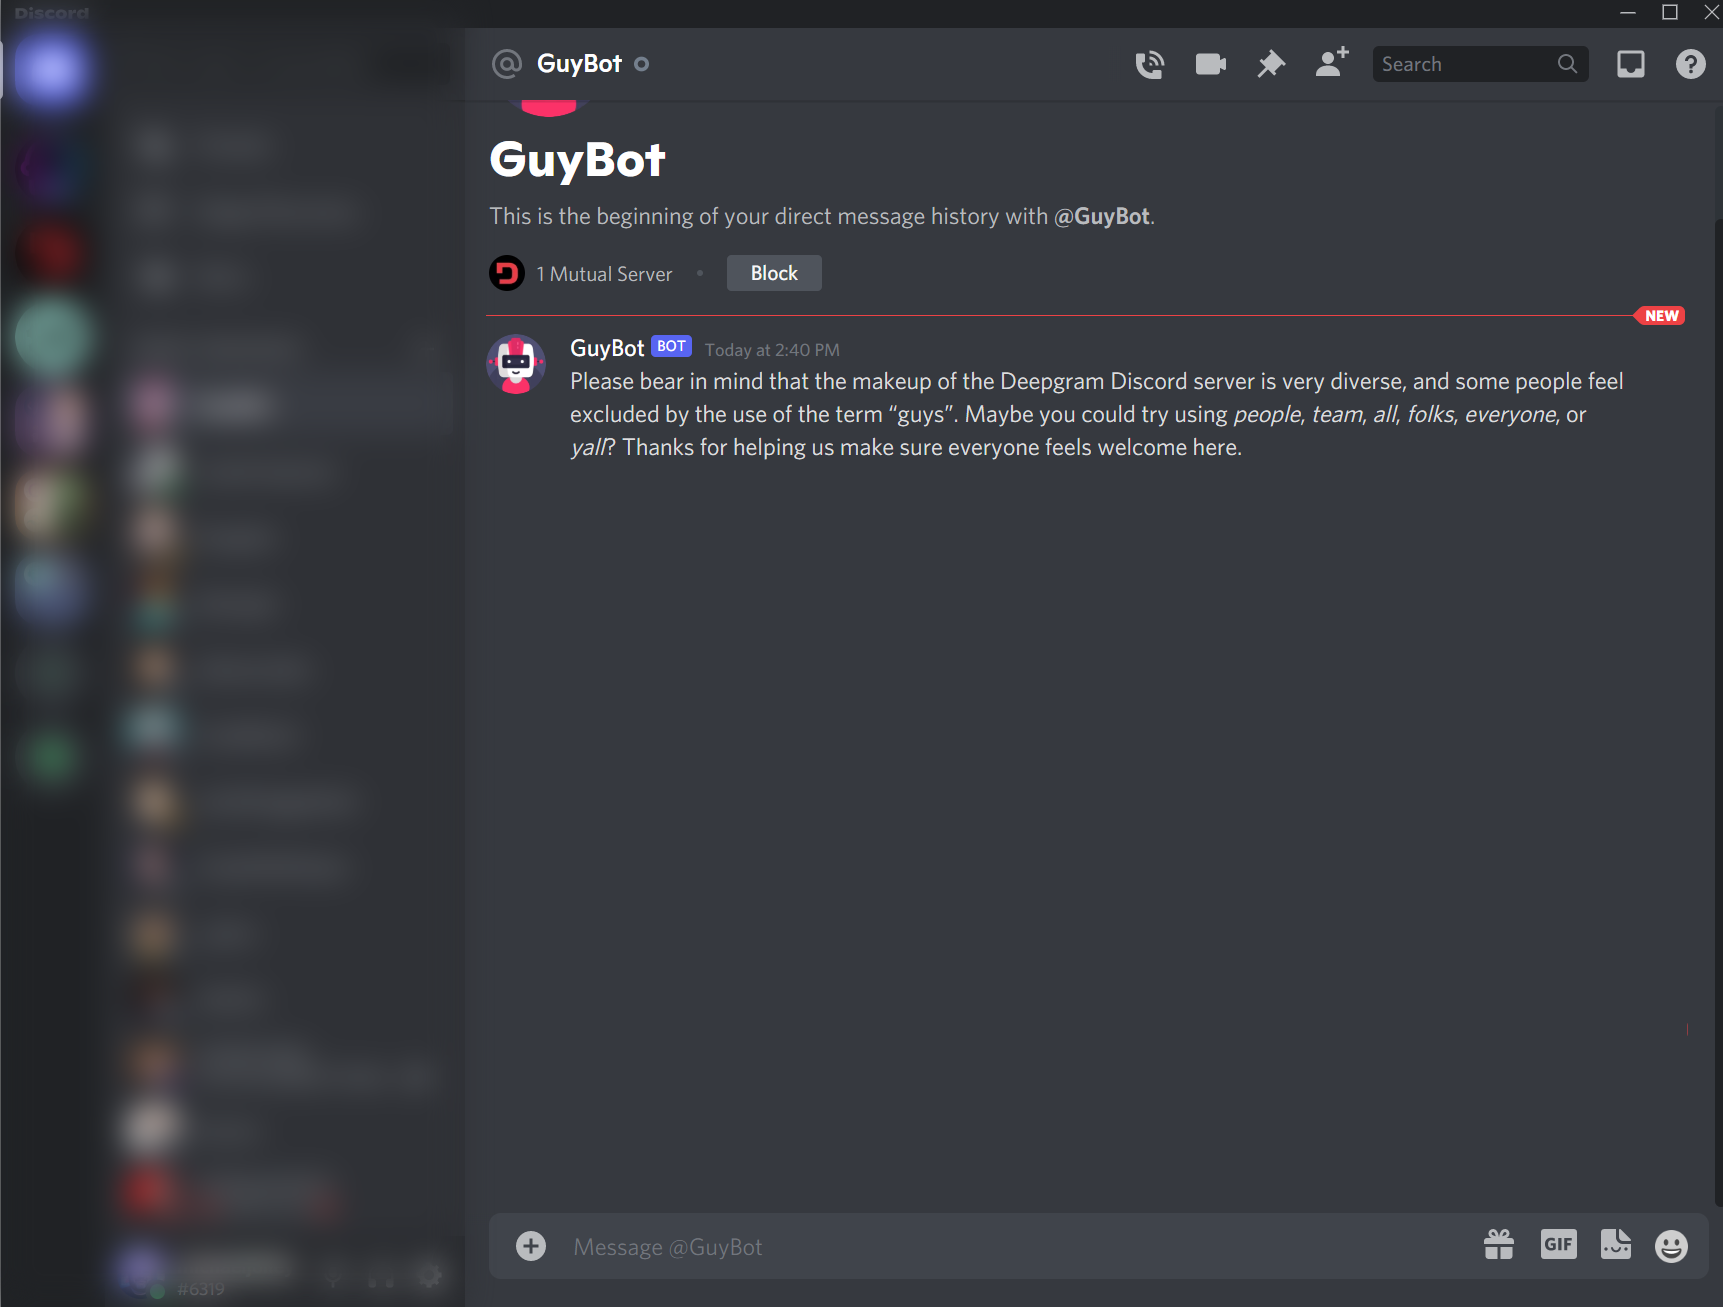 Discord
GuyBot
Search
GuyBot
This is the beginning of your direct message history with @GuyBot.
1 Mutual Server • Block
NEW
GuyBot BOT Today at 2:40 PM
Please bear in mind that the makeup of the Deepgram Discord server is very diverse, and some people feel
excluded by the use of the term “guys”. Maybe you could try using people, team, all, folks, everyone, or
yall? Thanks for helping us make sure everyone feels welcome here.
Message @GuyBot
GIF
#6319